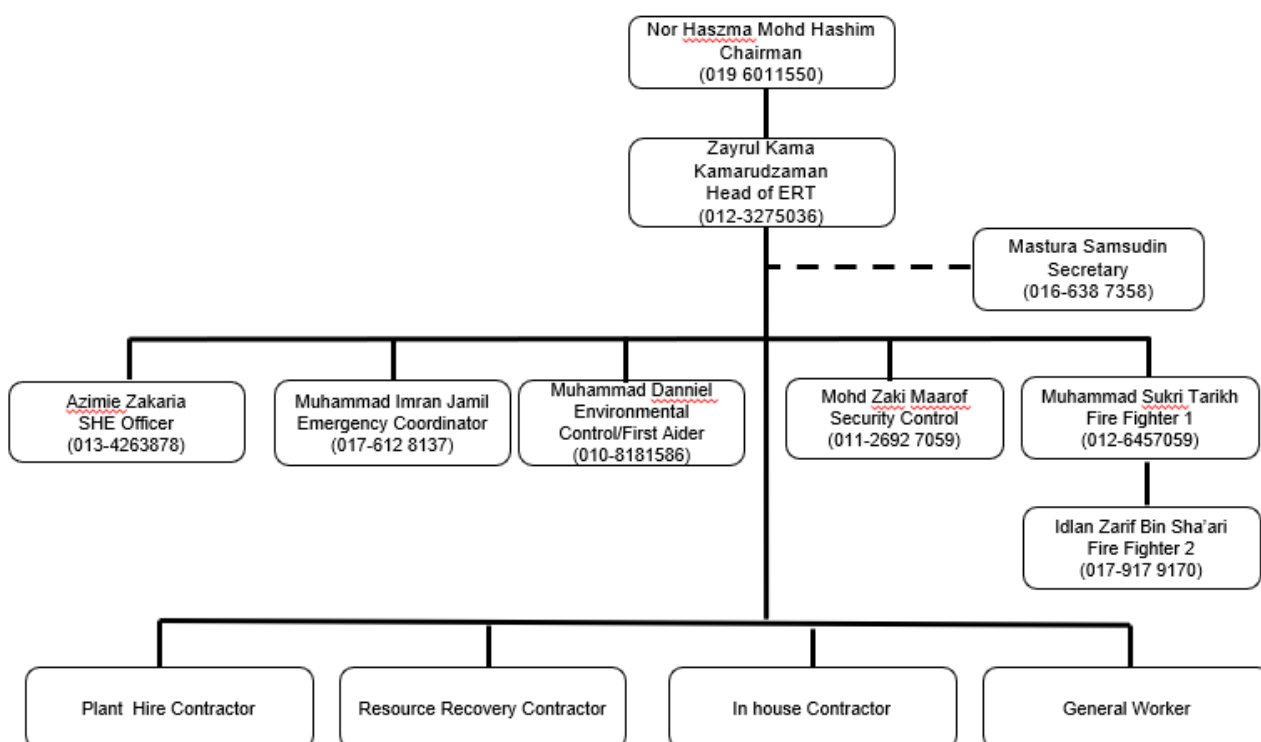 Nor Haszma Mohd Hashim
Chairman
(019 6011550)
Zayrul Kama
Kamarudzaman
Head of ERT
(012-3275036)
Mastura Samsudin
Secretary
(016-638 7358)
Azimie Zakaria
SHE Officer
(013-4263878)
Muhammad Imran Jamil
Emergency Coordinator
(017-612 8137)
Muhammad Danniel
Environmental
Control/First Aider
(010-8181586)
Mohd Zaki Maarof
Security Control
(011-2692 7059)
Muhammad Sukri Tarikh
Fire Fighter 1
(012-6457059)
Idlan Zarif Bin Sha’ari
Fire Fighter 2
(017-917 9170)
Plant Hire Contractor
Resource Recovery Contractor
In house Contractor
General Worker